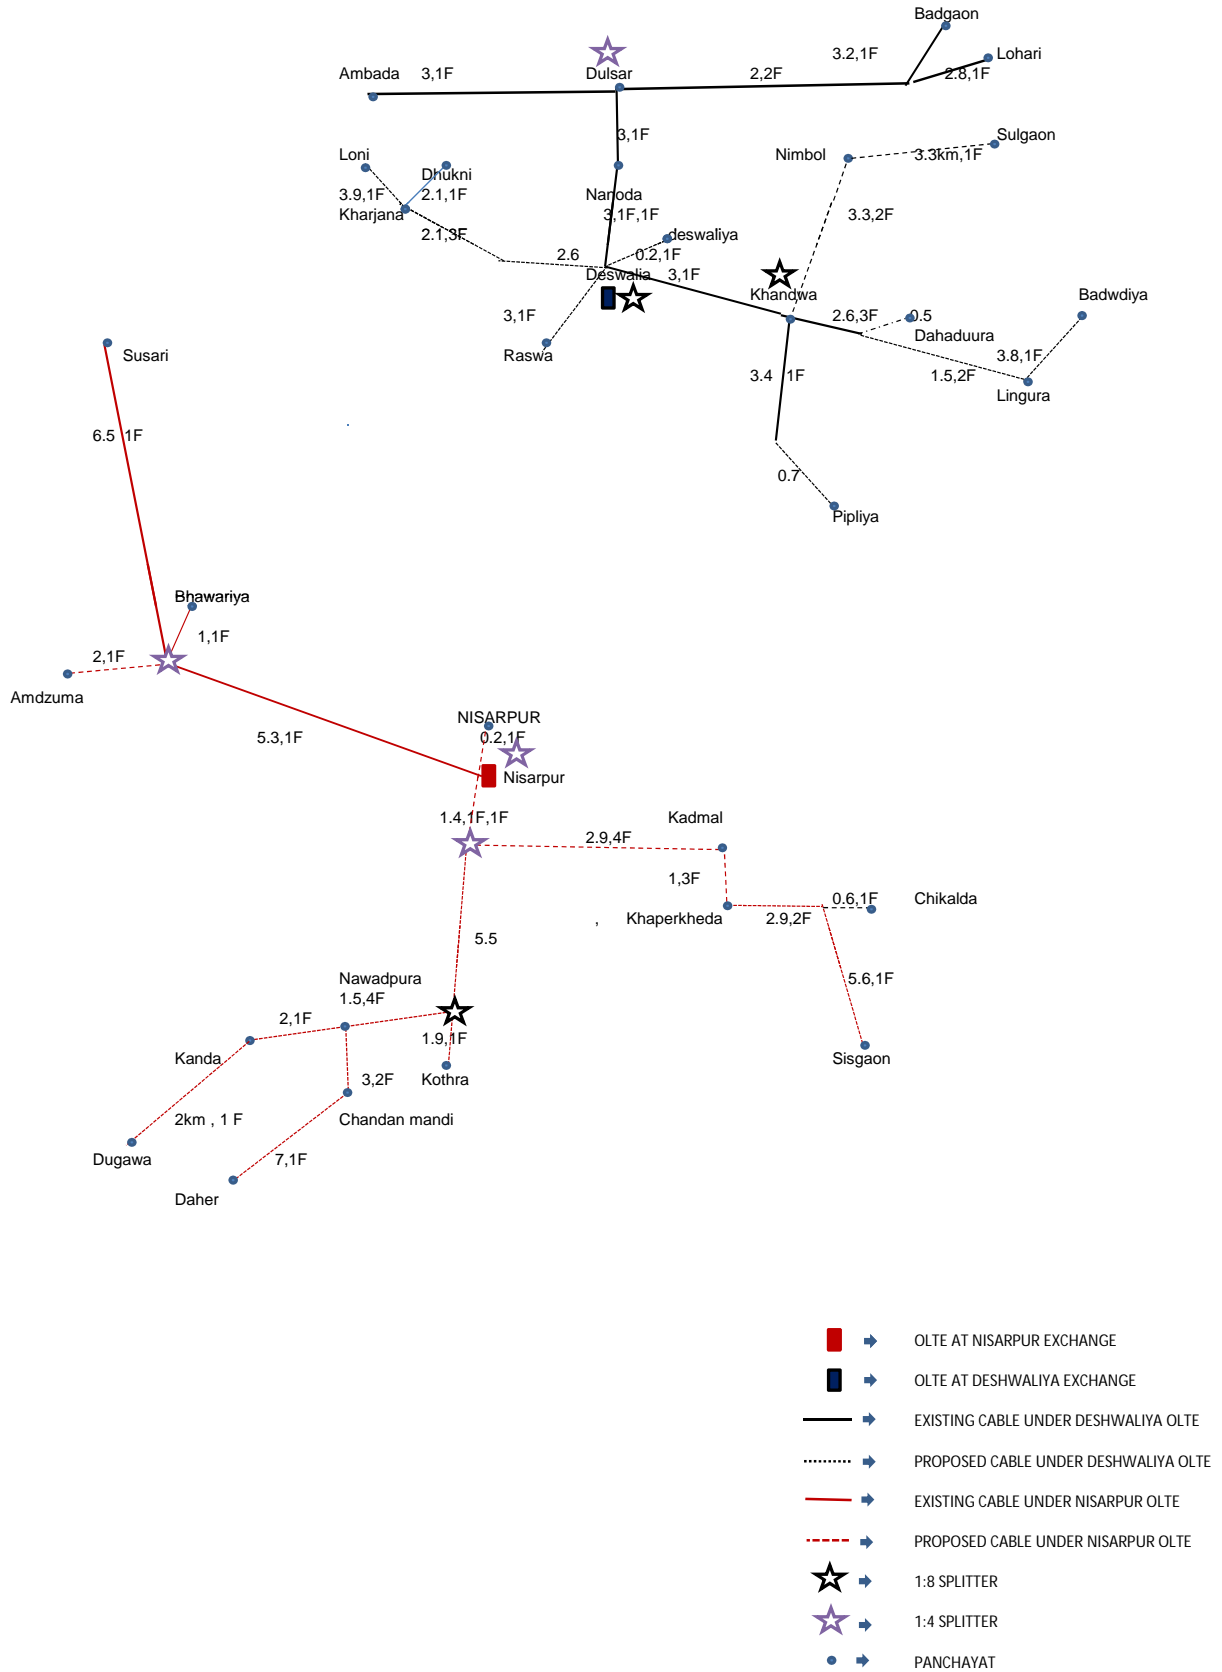 Badgaon
3.2,1F
Lohari
Ambada
3,1F
Dulsar
2,2F
2.8,1F
3,1F
Sulgaon
Loni
Nimbol
3.3km,1F
Dhukni
3.9,1F
2.1,1F
Nanoda
Kharjana
3,1F,1F
3.3,2F
2.1,3F
deswaliya
2.6
0.2,1F
Deswalia
3,1F
Khandwa
Badwdiya
3,1F
2.6,3F
0.5
Dahaduura
Susari
Raswa
3.8,1F
3.4 1F
1.5,2F
Lingura
6.5 1F
.
0.7
Pipliya
Bhawariya
1,1F
2,1F
Amdzuma
NISARPUR
5.3,1F
0.2,1F
Nisarpur
1.4,1F,1F
Kadmal
2.9,4F
1,3F
0.6,1F
Chikalda
,
Khaperkheda
2.9,2F
5.5
Nawadpura
5.6,1F
1.5,4F
2,1F
1.9,1F
Kanda
Sisgaon
3,2F
Kothra
2km , 1 F
Chandan mandi
Dugawa
7,1F
Daher
OLTE AT NISARPUR EXCHANGE
OLTE AT DESHWALIYA EXCHANGE
EXISTING CABLE UNDER DESHWALIYA OLTE
PROPOSED CABLE UNDER DESHWALIYA OLTE
EXISTING CABLE UNDER NISARPUR OLTE
PROPOSED CABLE UNDER NISARPUR OLTE
1:8 SPLITTER
1:4 SPLITTER
PANCHAYAT